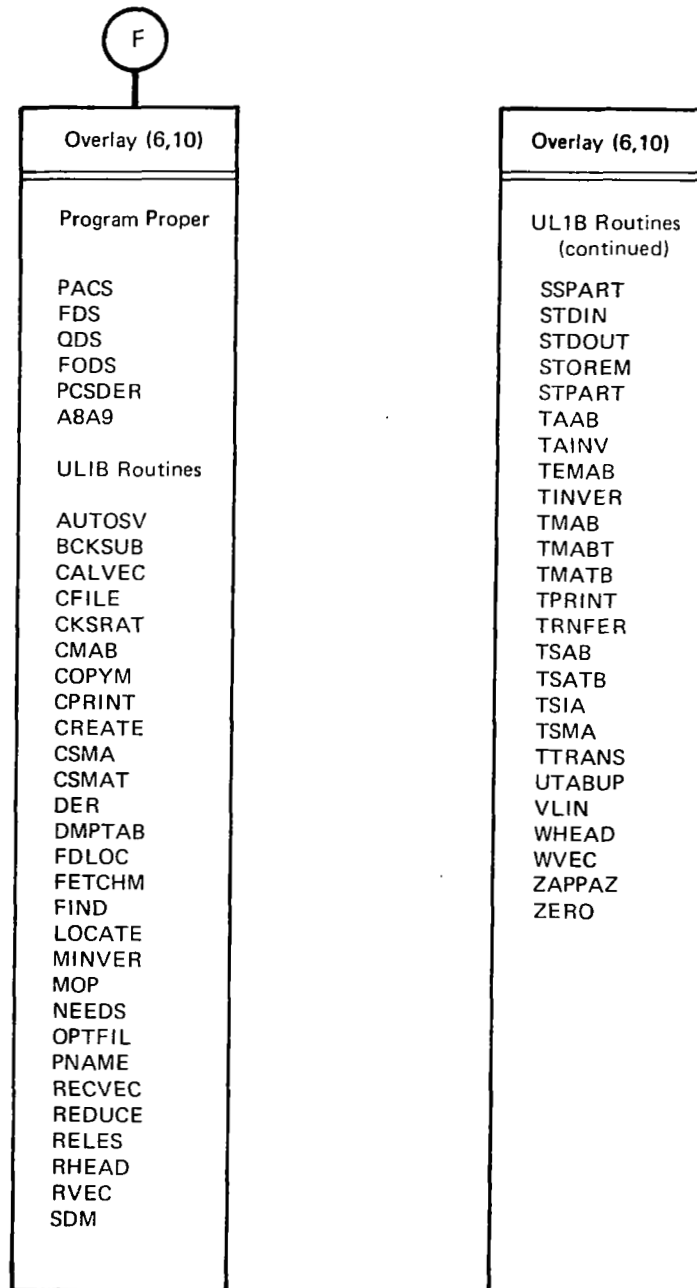 F
Overlay (6,10)
Program Proper
PACS
FDS
QDS
FODS
PCSDER
A8A9
ULIB Routines
AUTOSV
BCKSUB
CALVEC
CFILE
CKSRAT
CMAB
COPYM
CPRINT
CREATE
CSMA
CSMAT
DER
DMPTAB
FDLOC
FETCHM
FIND
LOCATE
MINVER
MOP
NEEDS
OPTFIL
PNAME
RECVEC
REDUCE
RELES
RHEAD
RVEC
SDM
Overlay (6,10)
UL1B Routines
(continued)
SSPART
STDIN
STDOUT
STOREM
STPART
TAAB
TAINV
TEMAB
TINVER
TMAB
TMABT
TMATB
TPRINT
TRNFER
TSAB
TSATB
TSIA
TSMA
TTRANS
UTABUP
VLIN
WHEAD
WVEC
ZAPPAZ
ZERO